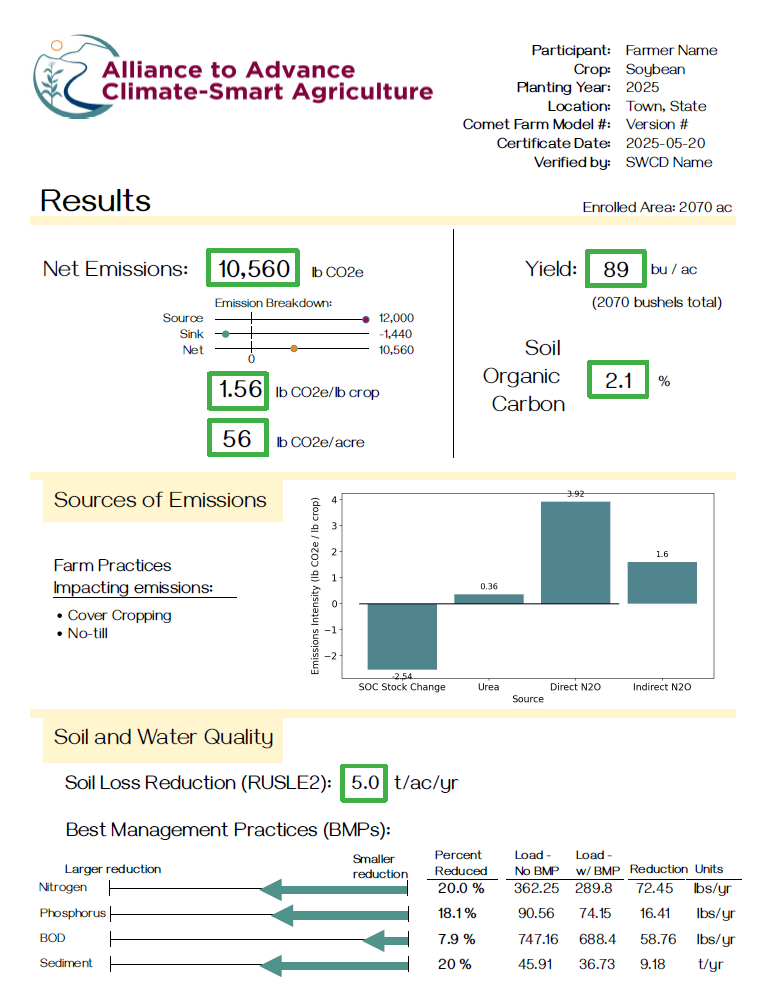 Alliance to Advance
Climate-Smart Agriculture
Participant: Farmer Name
Crop: Soybean
Planting Year: 2025
Location: Town, State
Comet Farm Model #: Version #
Certificate Date: 2025-05-20
Verified by: SWCD Name
Results
Enrolled Area: 2070 ac
Net Emissions: 10,560 lb CO2e
Emission Breakdown:
Source 12,000
Sink -1,440
Net 10,560
0
1.56 lb CO2e/lb crop
56 lb CO2e/acre
Yield: 89 bu / ac
(2070 bushels total)
Soil
Organic
Carbon
2.1 %
Sources of Emissions
Farm Practices
Impacting emissions:
• Cover Cropping
• No-till
Emissions Intensity (lb CO2e / lb crop)
4
3
2
1
0
−1
−2
-2.54
0.36
3.92
1.6
SOC Stock Change Urea Direct N2O Indirect N2O
Source
Soil and Water Quality
Soil Loss Reduction (RUSLE2): 5.0 t/ac/yr
Best Management Practices (BMPs):
Larger reduction
Smaller
reduction
Percent
Reduced
Load -
No BMP
Load -
w/ BMP
Reduction Units
Nitrogen 20.0 % 362.25 289.8 72.45 lbs/yr
Phosphorus 18.1 % 90.56 74.15 16.41 lbs/yr
BOD 7.9 % 747.16 688.4 58.76 lbs/yr
Sediment 20 % 45.91 36.73 9.18 t/yr